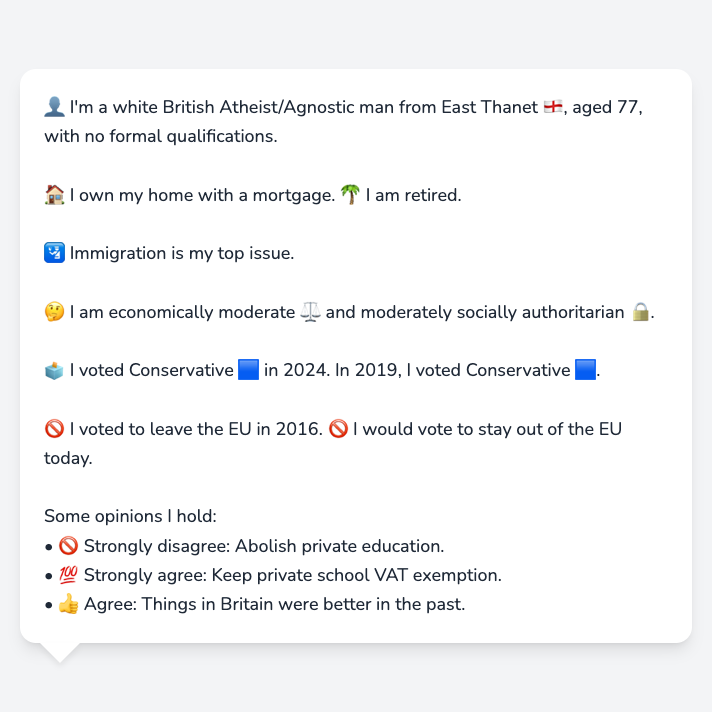 👤 I'm a white British Atheist/Agnostic man from East Thanet 🏴󠁧󠁢󠁥󠁮󠁧󠁿, aged 77,
with no formal qualifications.
🏠 I own my home with a mortgage. 🌴 I am retired.
🛂 Immigration is my top issue.
🤔 I am economically moderate ⚖️ and moderately socially authoritarian 🔒.
🗳️ I voted Conservative 🟦 in 2024. In 2019, I voted Conservative 🟦.
🚫 I voted to leave the EU in 2016. 🚫 I would vote to stay out of the EU
today.
Some opinions I hold:
• 🚫 Strongly disagree: Abolish private education.
• 💯 Strongly agree: Keep private school VAT exemption.
• 👍 Agree: Things in Britain were better in the past.